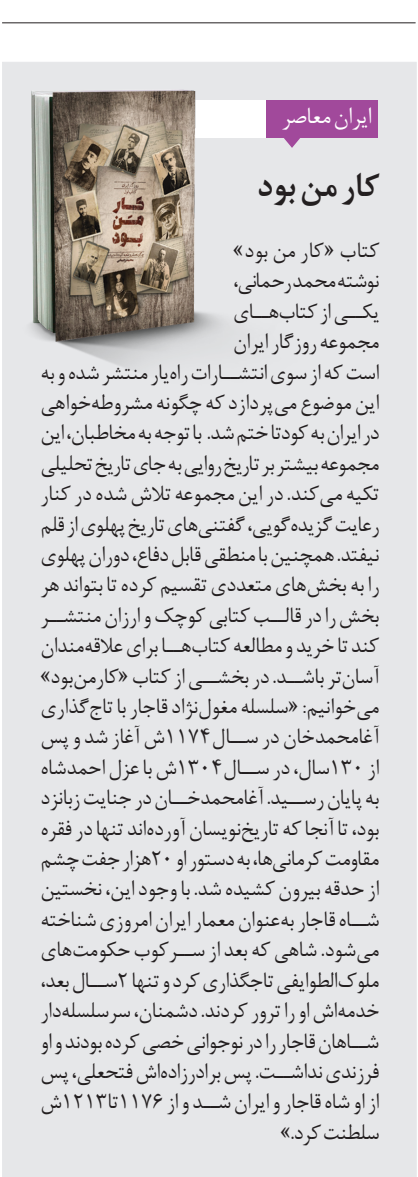 ایران معاصر
کار من بود
کار
من
بود
کتاب «کار من بود»
نوشته محمد رحمانی،
یکــی از کتاب‌هــای
مجموعه روزگار ایران
است که از سوی انتشــارات راه‌یار منتشر شده و به
این موضوع می‌پردازد که چگونه مشروطه‌خواهی
در ایران به کودتا ختم شد. با توجه به مخاطبان، این
مجموعه بیشتر بر تاریخ روایی به جای تاریخ تحلیلی
تکیه می‌کند. در این مجموعه تلاش شده در کنار
رعایت گزیده‌گویی، گفتنی‌های تاریخ پهلوی از قلم
نیفتد. همچنین با منطقی قابل دفاع، دوران پهلوی
را به بخش‌های متعددی تقسیم کرده تا بتواند هر
بخش را در قالــب کتابی کوچک و ارزان منتشــر
کند تا خرید و مطالعه کتاب‌هــا برای علاقه‌مندان
آسان‌تر باشــد. در بخشــی از کتاب «کارمن‌بود»
می‌خوانیم: «سلسله مغول‌نژاد قاجار با تاج‌گذاری
آغامحمدخان در ســال ۱۱۷۴ش آغاز شد و پس
از ۱۳۰سال، در ســال ۱۳۰۴ش با عزل احمدشاه
به پایان رســید. آغامحمدخــان در جنایت زبانزد
بود، تا آنجا که تاریخ‌نویسان آورده‌اند تنها در فقره
مقاومت کرمانی‌ها، به دستور او ۲۰هزار جفت چشم
از حدقه بیرون کشیده شد. با وجود این، نخستین
شــاه قاجار به‌عنوان معمار ایران امروزی شناخته
می‌شود. شاهی که بعد از ســرکوب حکومت‌های
ملوک‌الطوایفی تاجگذاری کرد و تنها ۲ســال بعد،
خدمه‌اش او را ترور کردند. دشمنان، سرسلسله‌دار
شــاهان قاجار را در نوجوانی خصی کرده بودند و او
فرزندی نداشــت. پس برادرزاده‌اش فتحعلی، پس
از او شاه قاجار و ایران شــد و از ۱۱۷۶تا۱۲۱۳ش
سلطنت کرد.»